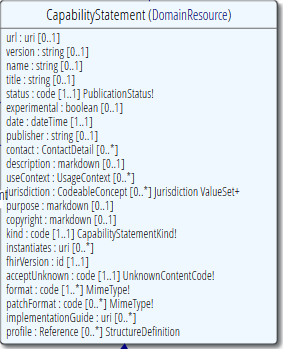 CapabilityStatement (DomainResource)
url : uri [0..1]
version : string [0..1]
name : string [0..1]
title : string [0..1]
status : code [1..1] PublicationStatus!
experimental : boolean [0..1]
date : dateTime [1..1]
publisher : string [0..1]
contact : ContactDetail [0..*]
description : markdown [0..1]
useContext : UsageContext [0..*]
jurisdiction : CodeableConcept [0..*] Jurisdiction ValueSet+
purpose : markdown [0..1]
copyright : markdown [0..1]
kind : code [1..1] CapabilityStatementKind!
instantiates : uri [0..*]
fhirVersion : id [1..1]
acceptUnknown : code [1..1] UnknownContentCode!
format : code [1..*] MimeType!
patchFormat : code [0..*] MimeType!
implementationGuide : uri [0..*]
profile : Reference [0..*] StructureDefinition